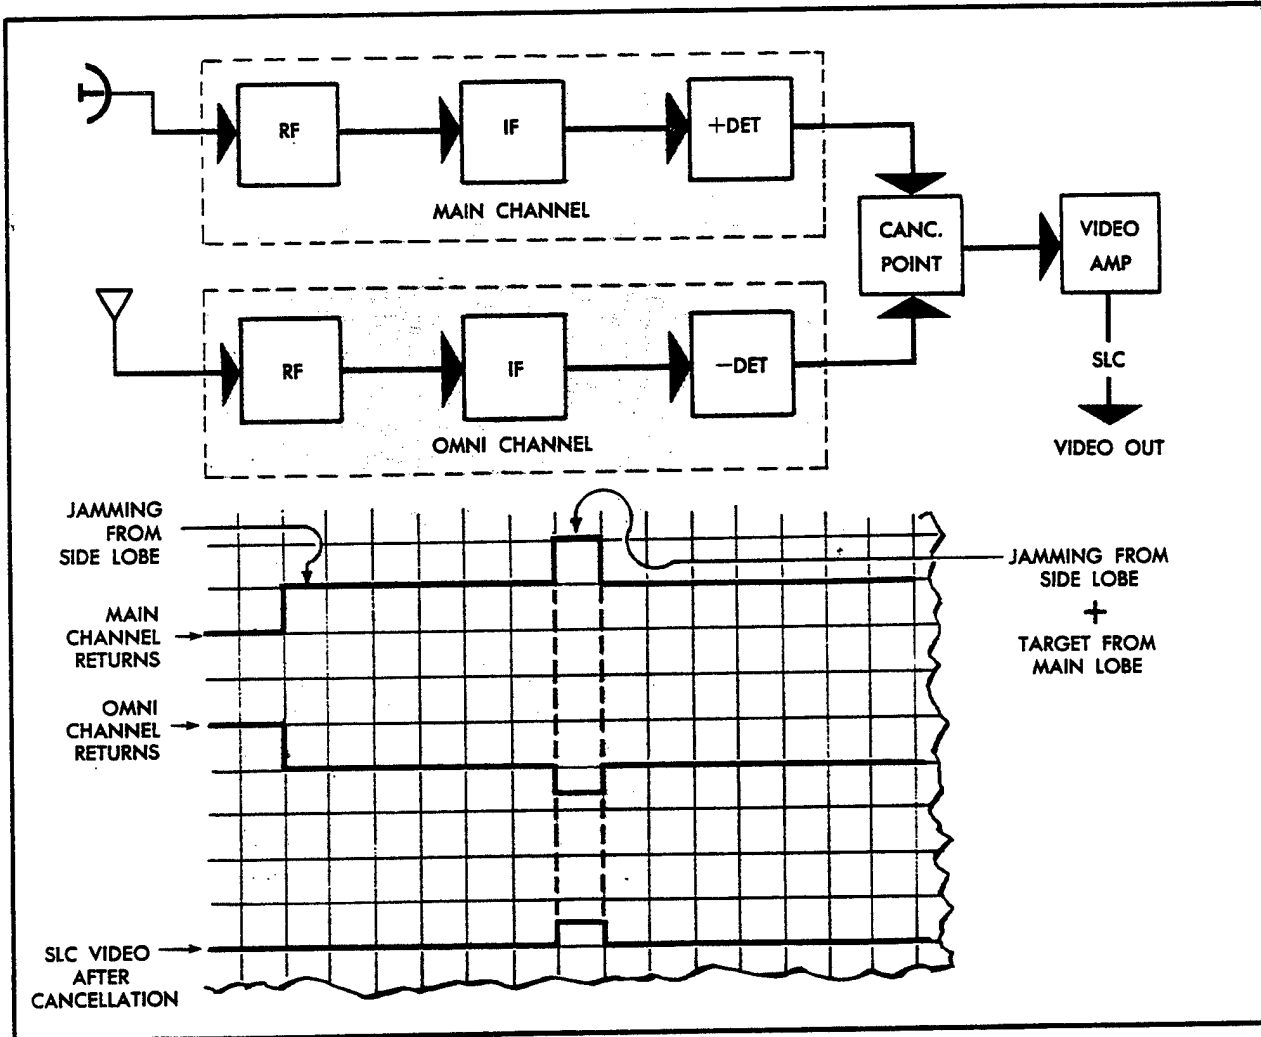 RF
IF
+DET
MAIN CHANNEL
CANC.
POINT
VIDEO
AMP
RF
IF
−DET
OMNI CHANNEL
SLC
VIDEO OUT
JAMMING
FROM
SIDE LOBE
MAIN
CHANNEL
RETURNS
OMNI
CHANNEL
RETURNS
JAMMING FROM
SIDE LOBE
+
TARGET FROM
MAIN LOBE
SLC VIDEO
AFTER
CANCELLATION